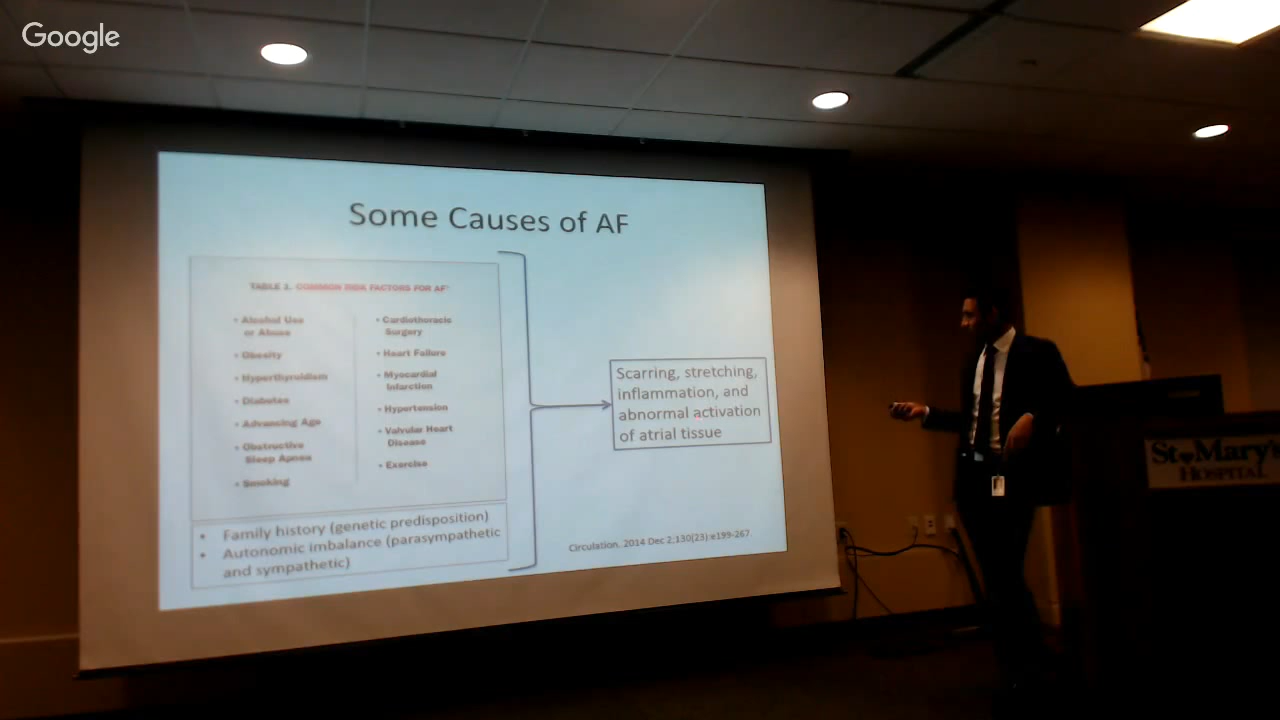 Google
Some Causes of AF
TABLE 1. COMMON RISK FACTORS FOR AF
• Alcohol Use
or Abuse
• Obesity
• Hyperthyroidism
• Diabetes
• Advancing Age
• Obstructive
Sleep Apnea
• Smoking
• Cardiothoracic
Surgery
• Heart Failure
• Myocardial
Infarction
• Hypertension
• Valvular Heart
Disease
• Exercise
• Family history (genetic predisposition)
• Autonomic imbalance (parasympathetic
and sympathetic)
Scarring, stretching,
inflammation, and
abnormal activation
of atrial tissue
Circulation. 2014 Dec 2;130(23):e199-267.
St Mary's
HOSPITAL